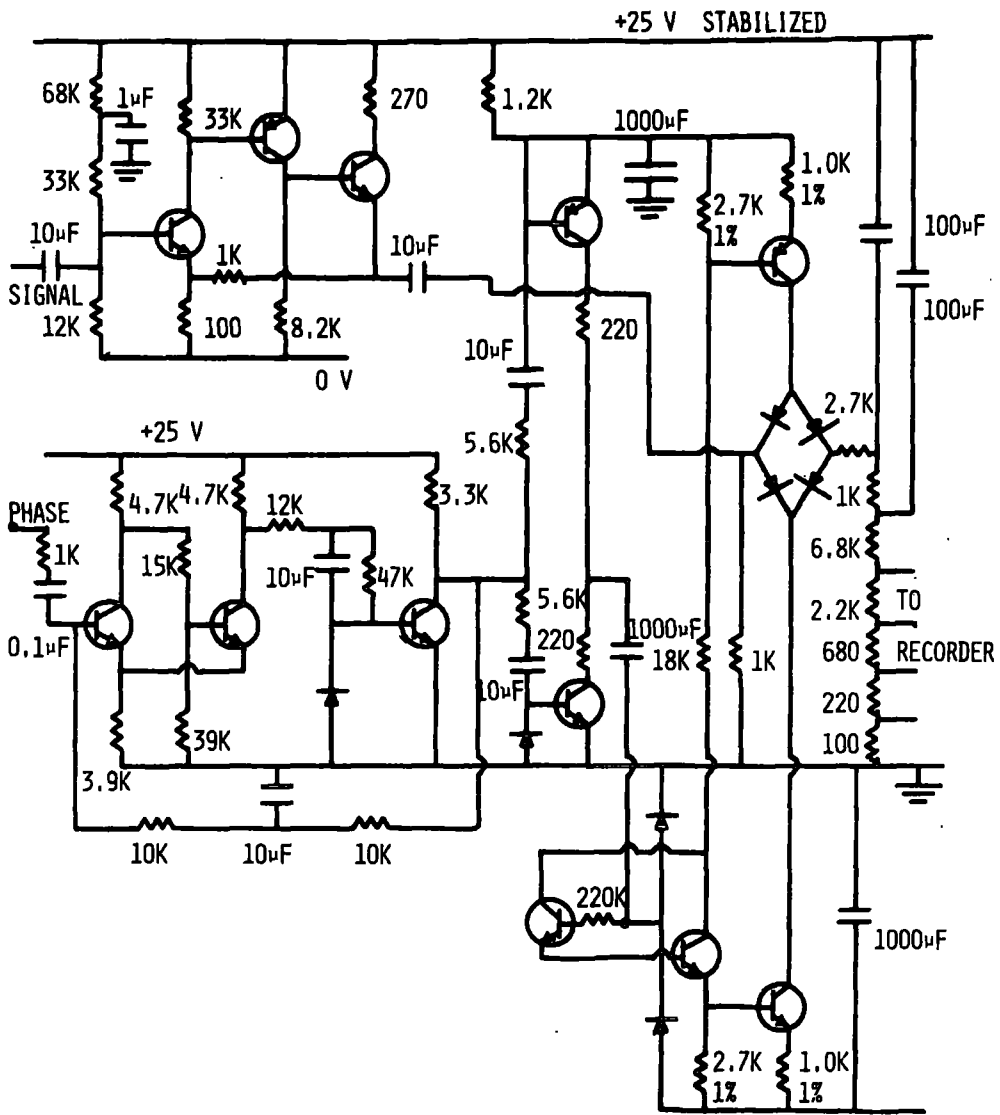 +25 V STABILIZED
68K
1µF
33K
270
1.2K
1000µF
1.0K
1%
33K
2.7K
1%
10µF
1K
10µF
100µF
SIGNAL
12K
100
8.2K
220
100µF
10µF
0 V
2.7K
+25 V
5.6K
4.7K
4.7K
12K
3.3K
1K
PHASE
1K
15K
10µF
47K
6.8K
5.6K
2.2K
TO
0.1µF
220
1000µF
18K
1K
680
RECORDER
10µF
220
39K
100
3.9K
10K
10µF
10K
220K
1000µF
2.7K
1%
1.0K
1%